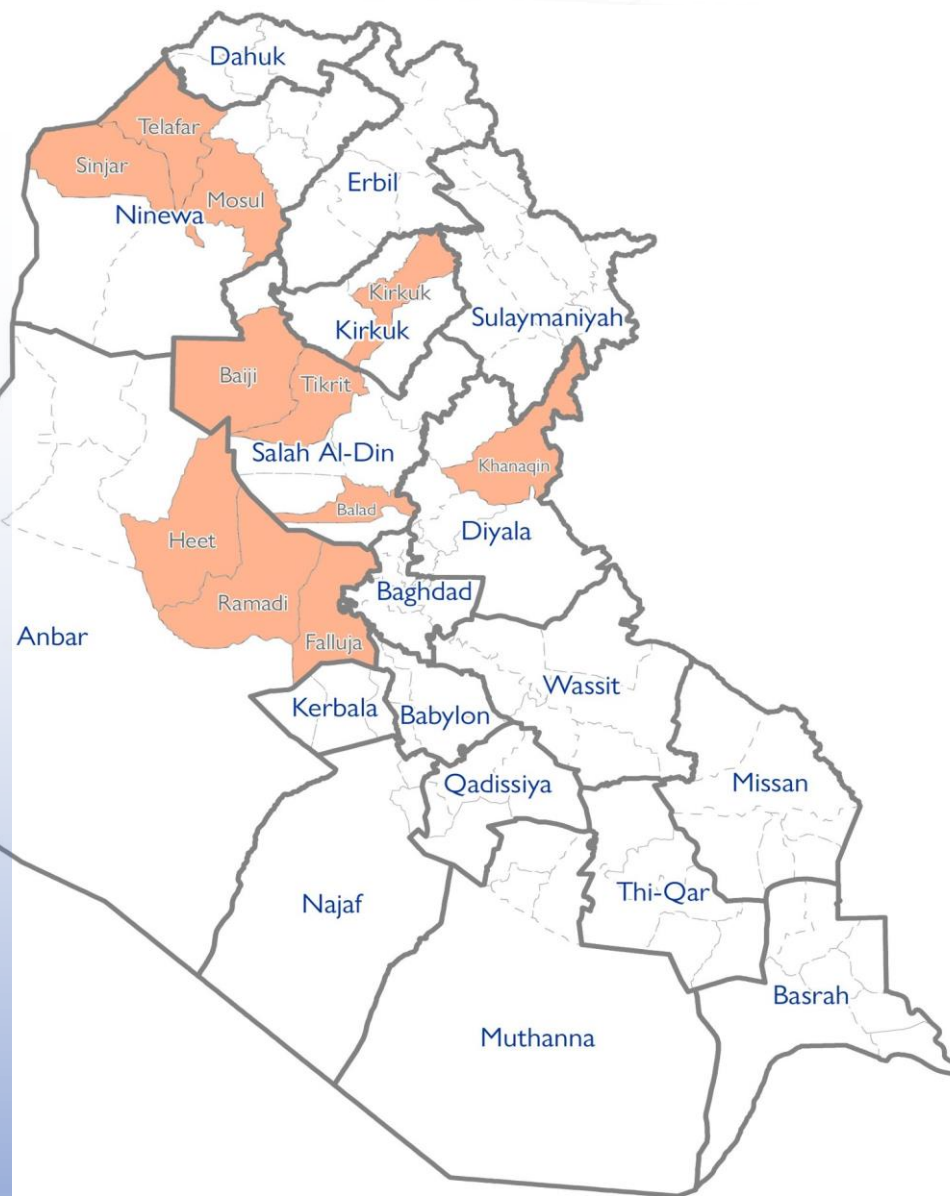 Dahuk
Telafar
Sinjar
Mosul
Erbil
Ninewa
Kirkuk
Kirkuk
Sulaymaniyah
Baiji
Tikrit
Salah Al-Din
Khanaqin
Balad
Diyala
Heet
Baghdad
Ramadi
Anbar
Falluja
Wassit
Kerbala
Babylon
Qadissiya
Missan
Najaf
Thi-Qar
Basrah
Muthanna